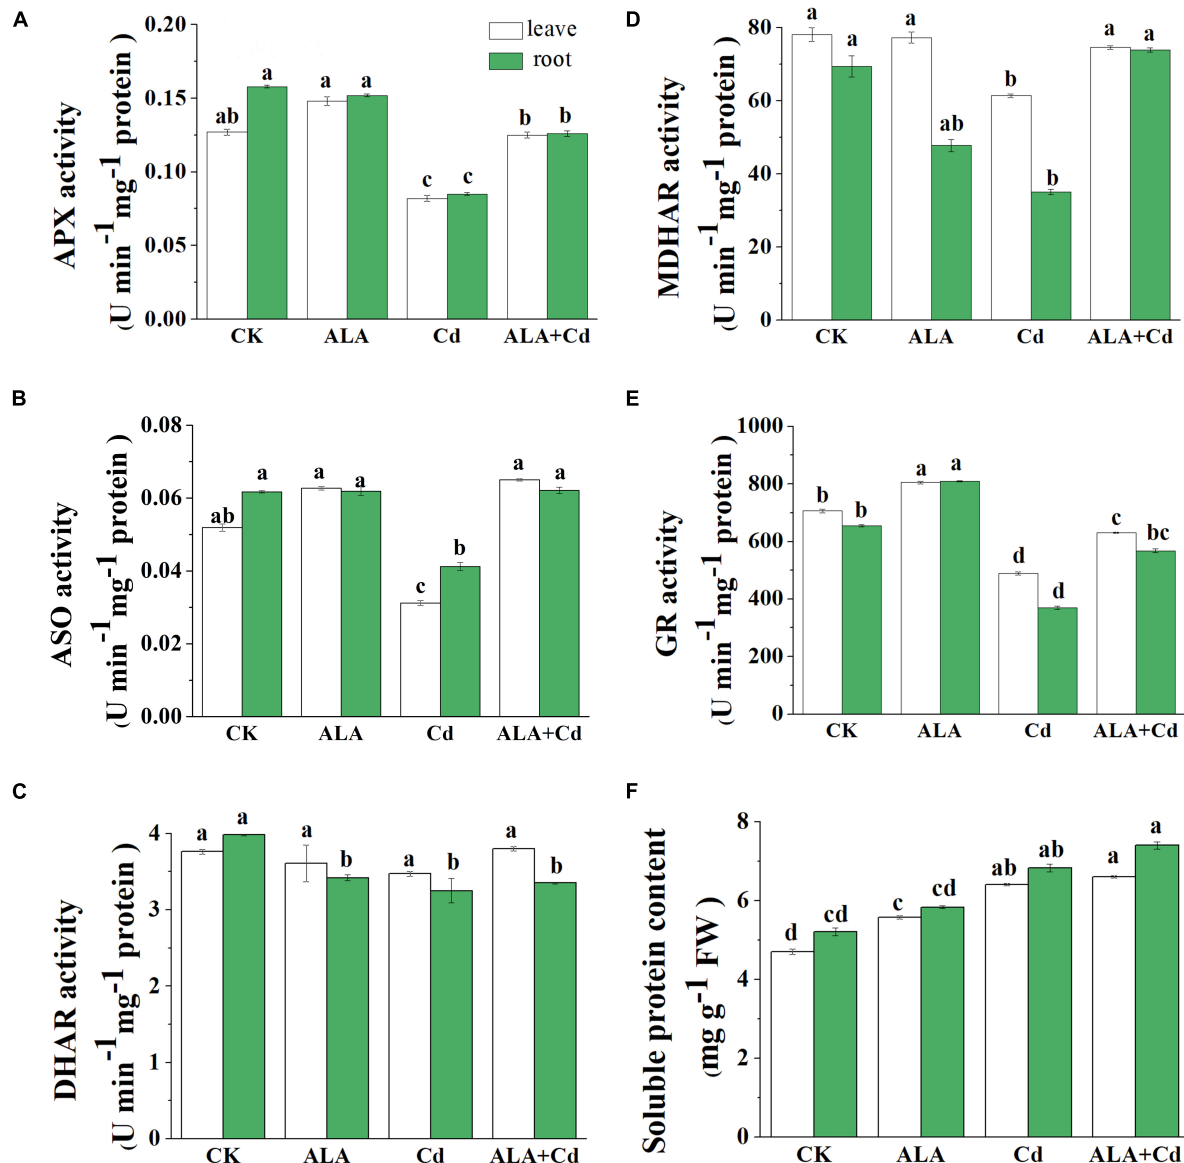 A
APX activity
(U min-1mg-1 protein )
0.20
0.15
0.10
0.05
0.00
leave
root
ab
a
a
a
c
c
b
b
CK
ALA
Cd
ALA+Cd
D
MDHAR activity
(U min-1mg-1 protein )
80
60
40
20
0
a
a
a
ab
b
b
a
a
CK
ALA
Cd
ALA+Cd
B
ASO activity
(U min-1mg-1 protein )
0.08
0.06
0.04
0.02
0.00
ab
a
a
a
c
b
a
a
CK
ALA
Cd
ALA+Cd
E
GR activity
(U min-1mg-1 protein )
1000
800
600
400
200
0
b
b
a
a
d
d
c
bc
CK
ALA
Cd
ALA+Cd
C
DHAR activity
(U min-1mg-1 protein )
4
3
2
1
0
a
a
a
b
a
b
a
b
CK
ALA
Cd
ALA+Cd
F
Soluble protein content
(mg g-1 FW )
8
6
4
2
0
d
cd
c
cd
ab
ab
a
a
CK
ALA
Cd
ALA+Cd